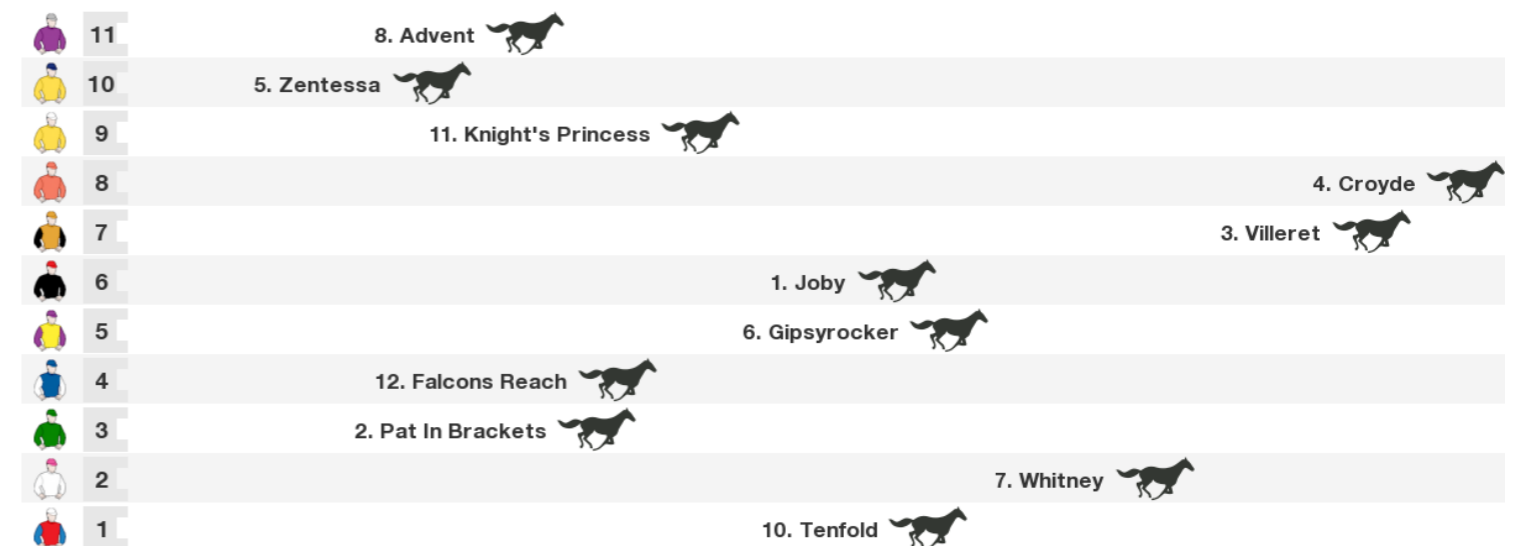 11 8. Advent
10 5. Zentessa
9 11. Knight's Princess
8 4. Croyde
7 3. Villeret
6 1. Joby
5 6. Gipsyrocker
4 12. Falcons Reach
3 2. Pat In Brackets
2 7. Whitney
1 10. Tenfold